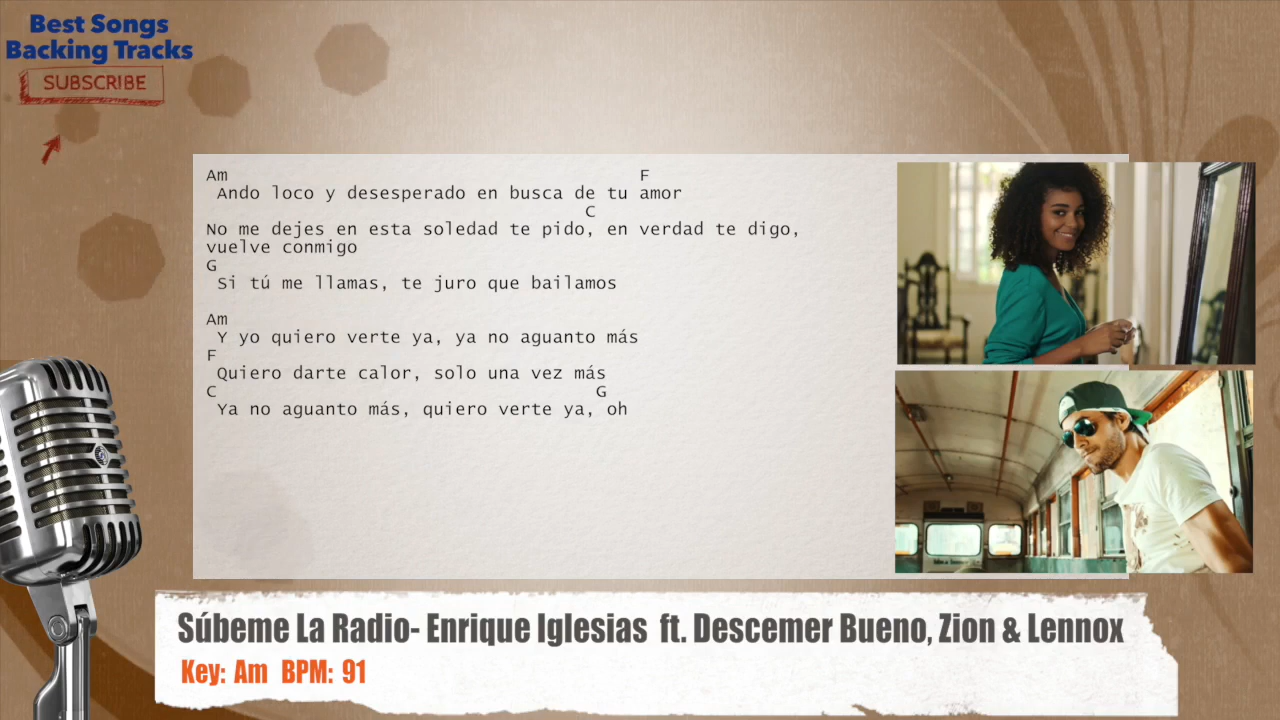 Best Songs
Backing Tracks
SUBSCRIBE
Am F
Ando loco y desesperado en busca de tu amor
C
No me dejes en esta soledad te pido, en verdad te digo,
vuelve conmigo
G
Si tú me llamas, te juro que bailamos
Am
Y yo quiero verte ya, ya no aguanto más
F
Quiero darte calor, solo una vez más
C G
Ya no aguanto más, quiero verte ya, oh
Súbeme La Radio- Enrique Iglesias ft. Descemer Bueno, Zion & Lennox
Key: Am BPM: 91